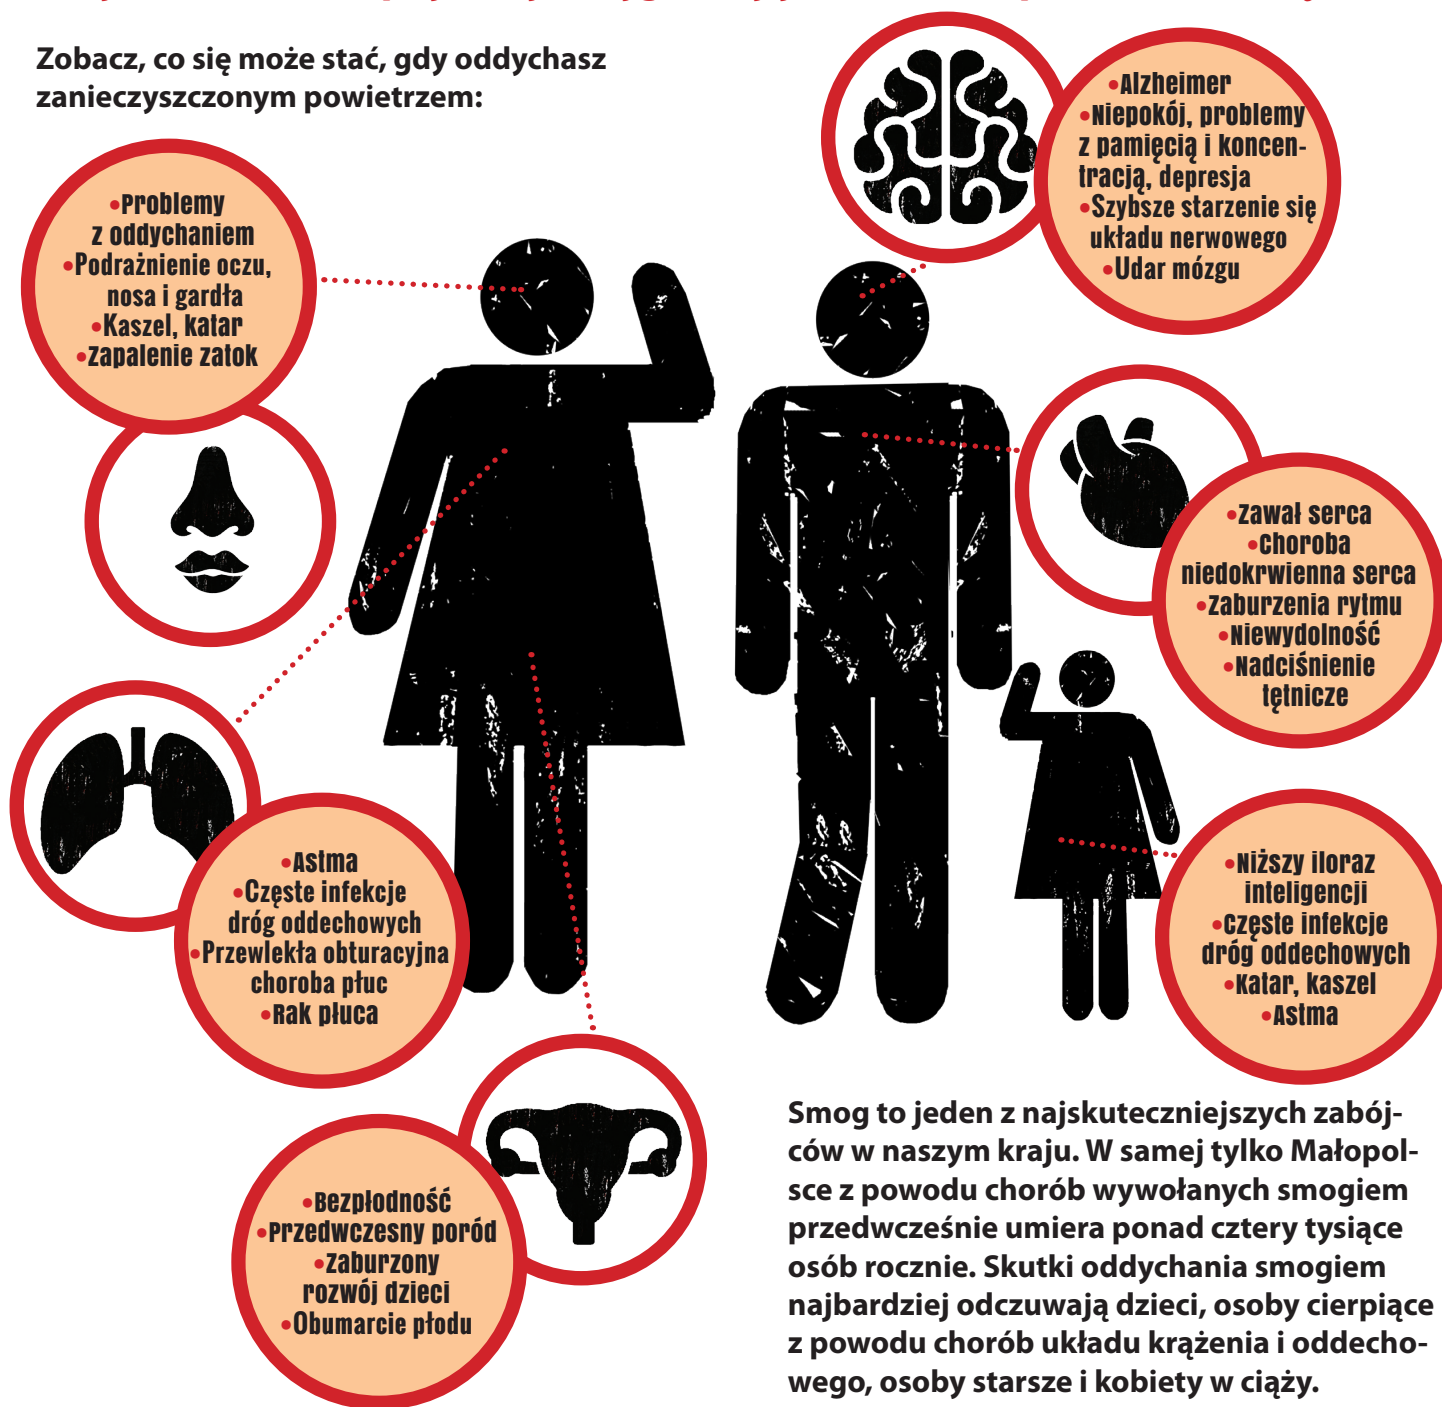 Zobacz, co się może stać, gdy oddychasz
zanieczyszczonym powietrzem:
•Problemy
z oddychaniem
•Podrażnienie oczu,
nosa i gardła
•Kaszel, katar
•Zapalenie zatok
•Alzheimer
•Niepokój, problemy
z pamięcią i koncen-
tracją, depresja
•Szybsze starzenie się
układu nerwowego
•Udar mózgu
•Zawał serca
•Choroba
niedokrwienna serca
•Zaburzenia rytmu
•Niewydolność
•Nadciśnienie
tętnicze
•Astma
•Częste infekcje
dróg oddechowych
•Przewlekła obturacyjna
choroba płuc
•Rak płuca
•Niższy iloraz
inteligencji
•Częste infekcje
dróg oddechowych
•Katar, kaszel
•Astma
•Bezpłodność
•Przedwczesny poród
•Zaburzony
rozwój dzieci
•Obumarcie płodu
Smog to jeden z najskuteczniejszych zabój-
ców w naszym kraju. W samej tylko Małopol-
sce z powodu chorób wywołanych smogiem
przedwcześnie umiera ponad cztery tysiące
osób rocznie. Skutki oddychania smogiem
najbardziej odczuwają dzieci, osoby cierpiące
z powodu chorób układu krążenia i oddecho-
wego, osoby starsze i kobiety w ciąży.